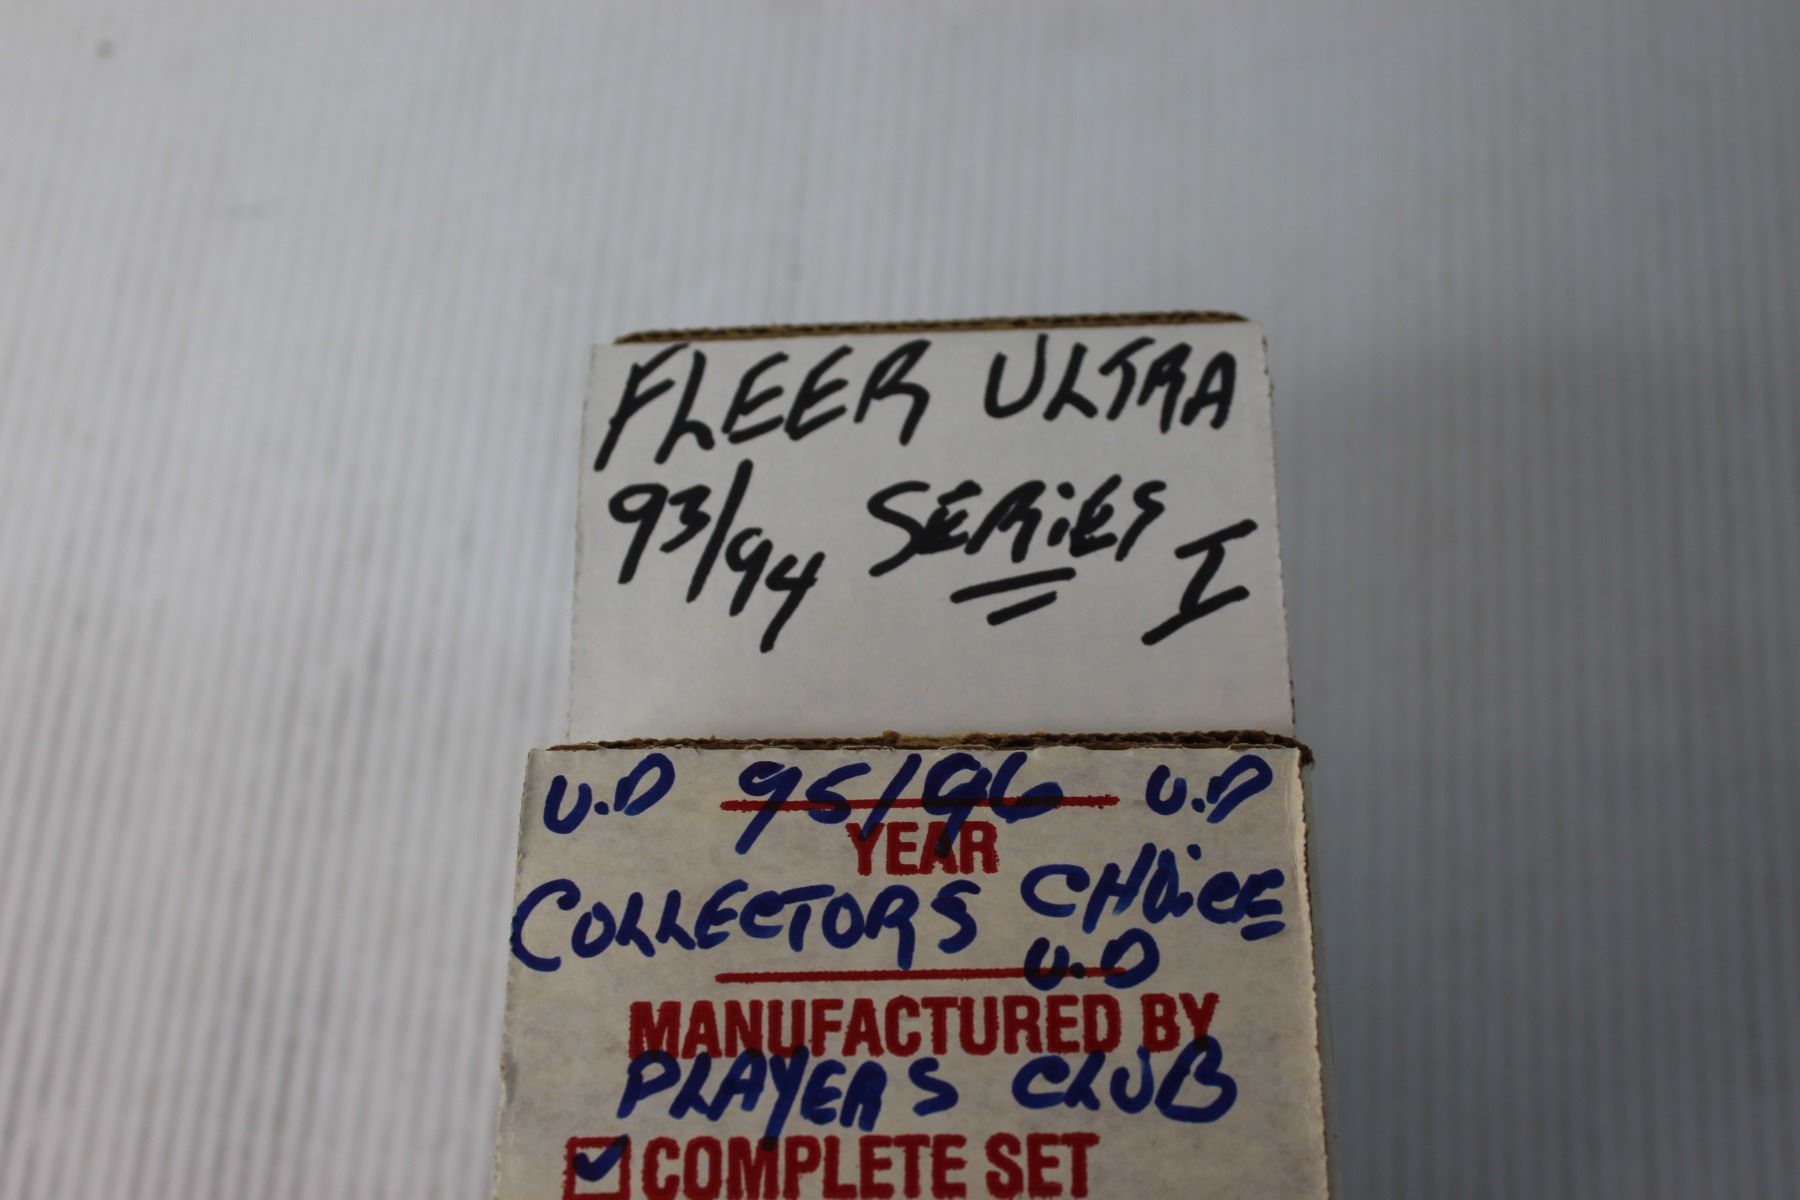 FLEER ULTRA
93/94 SERiES I
U.D 95/96 U.D
YEAR
COLLECTORS CHOiCE
U.D
MANUFACTURED BY
PLAYERS CLUB
COMPLETE SET